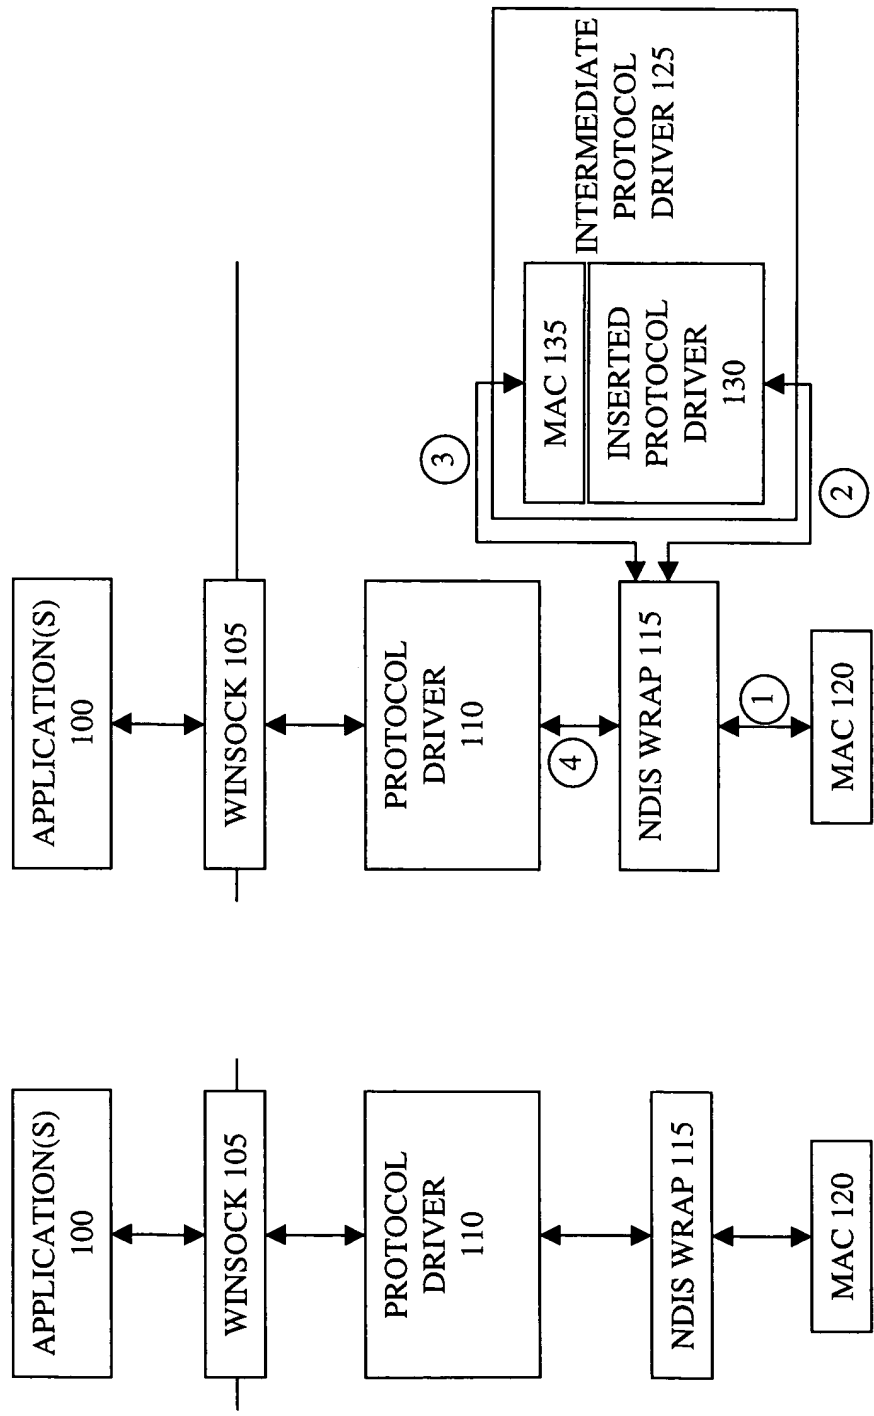 APPLICATION(S)
100
WINSOCK 105
PROTOCOL
DRIVER
110
NDIS WRAP 115
MAC 120
APPLICATION(S)
100
WINSOCK 105
PROTOCOL
DRIVER
110
4
NDIS WRAP 115
1
MAC 120
3
MAC 135
INSERTED
PROTOCOL
DRIVER
130
2
INTERMEDIATE
PROTOCOL
DRIVER 125